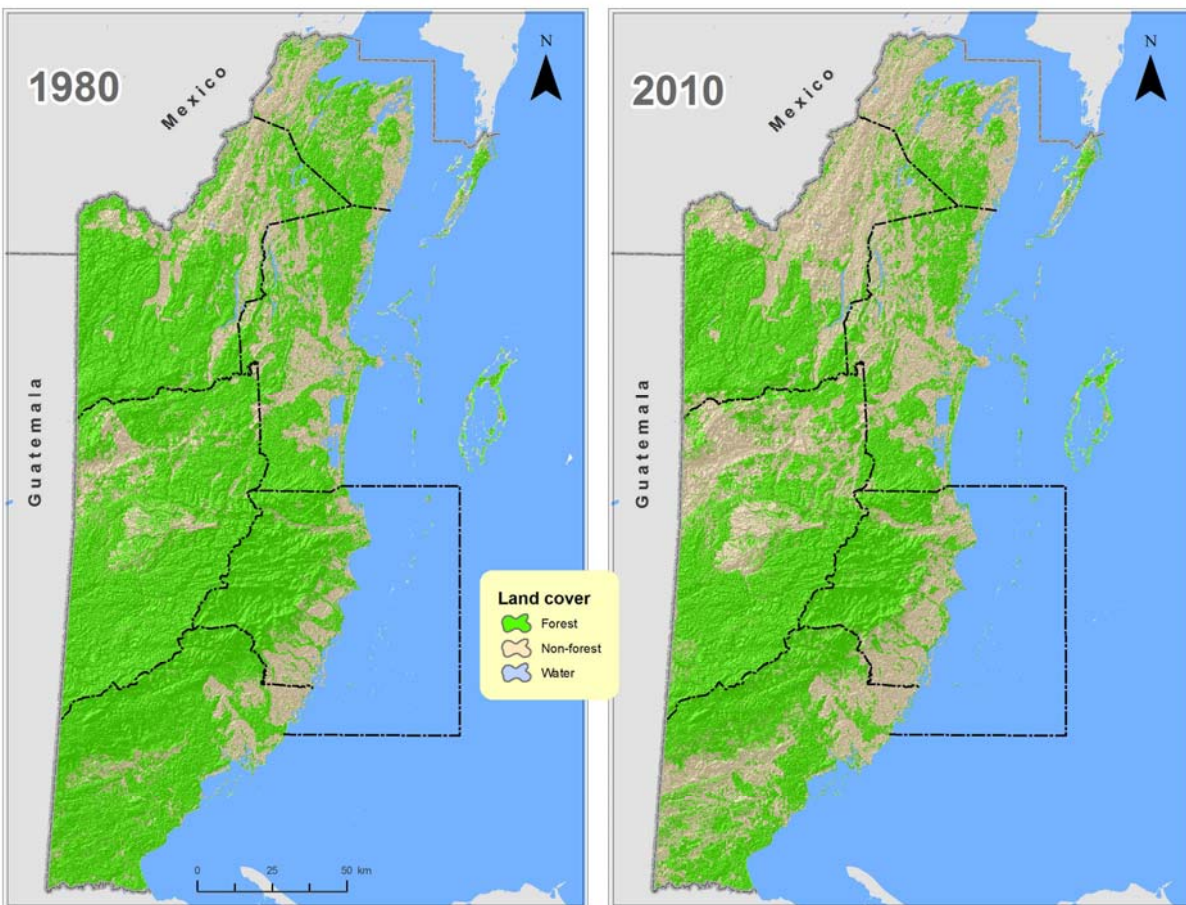 1980
Mexico
N
Guatemala
0 25 50 km
Land cover
Forest
Non-forest
Water
2010
Mexico
N
Guatemala